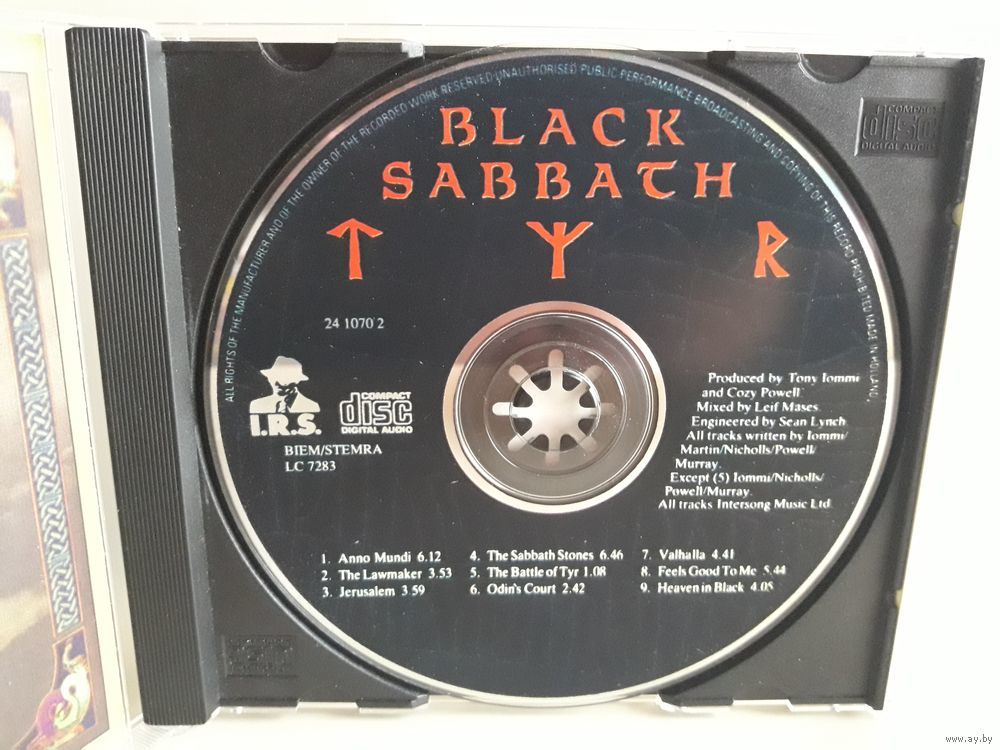 ALL RIGHTS OF THE MANUFACTURER AND OF THE OWNER OF THE RECORDED WORK RESERVED·UNAUTHORISED PUBLIC PERFORMANCE BROADCASTING AND COPYING OF THIS RECORD PROHIBITED MADE IN HOLLAND
BLACK
SABBATH
ᛏ ᛉ ᚱ
COMPACT
disc
DIGITAL AUDIO
24 1070 2
I.R.S.
COMPACT
disc
DIGITAL AUDIO
BIEM/STEMRA
LC 7283
Produced by Tony Iommi
and Cozy Powell.
Mixed by Leif Mases.
Engineered by Sean Lynch.
All tracks written by Iommi/
Martin/Nicholls/Powell/
Murray.
Except (5) Iommi/Nicholls/
Powell/Murray.
All tracks Intersong Music Ltd.
1. Anno Mundi 6.12
2. The Lawmaker 3.53
3. Jerusalem 3 59
4. The Sabbath Stones 6.46
5. The Battle of Tyr 1.08
6. Odin's Court 2.42
7. Valhalla 4.41
8. Feels Good To Me 5.44
9. Heaven in Black 4.05
www.ay.by